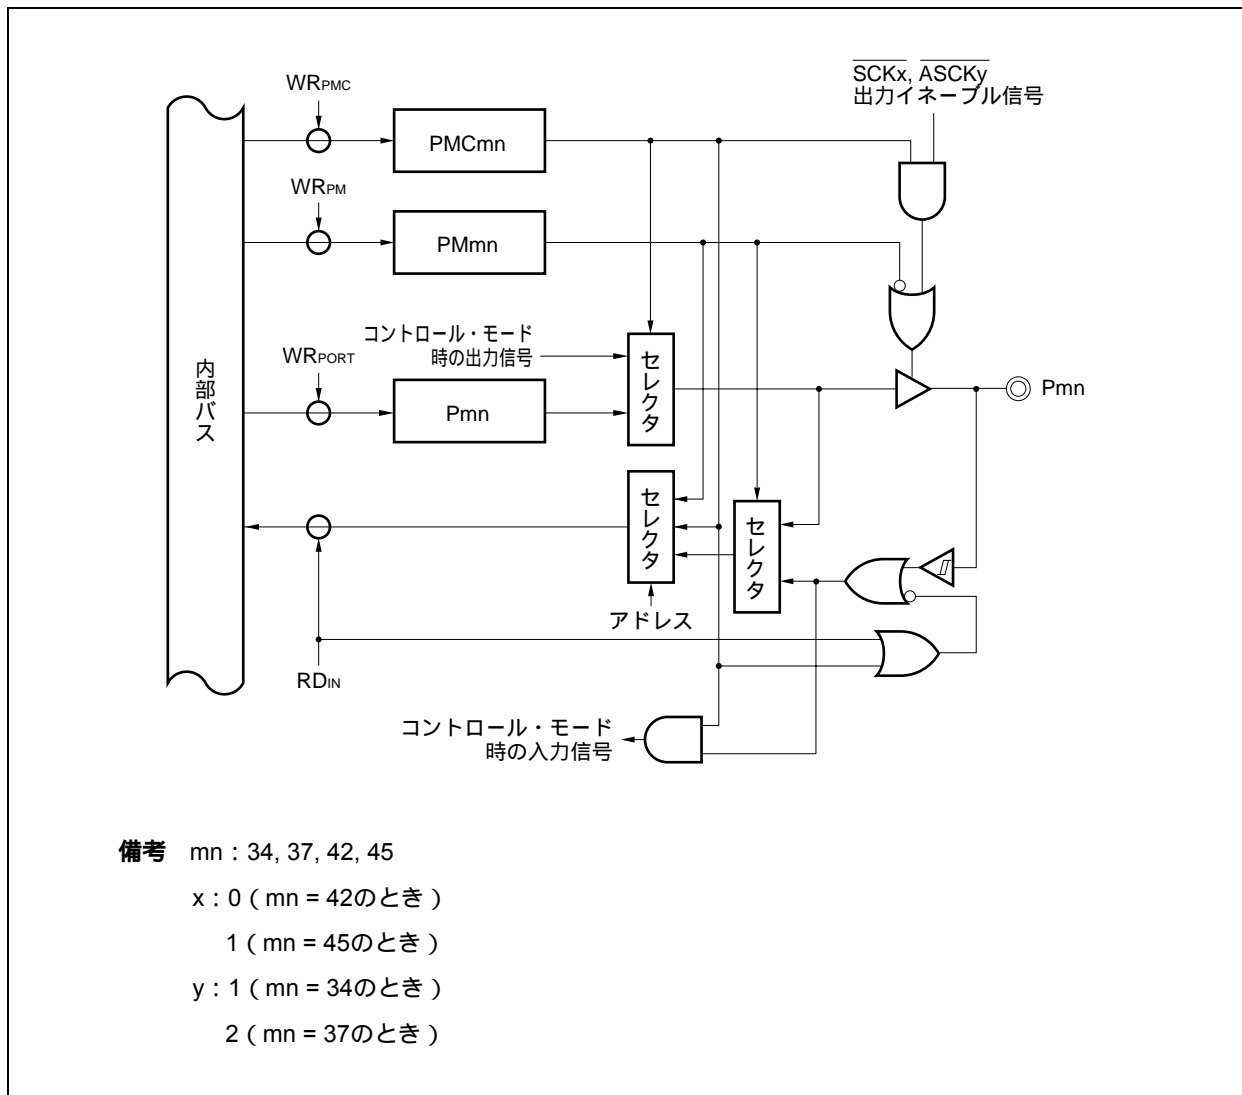 SCKx, ASCKy
出力イネーブル信号
WRPMC
PMCmn
WRPM
PMmn
コントロール・モード
時の出力信号
WRPORT
Pmn
セレクタ
Pmn
内部バス
セレクタ
セレクタ
アドレス
RDIN
コントロール・モード
時の入力信号
備考 mn : 34, 37, 42, 45
x : 0 ( mn = 42のとき )
1 ( mn = 45のとき )
y : 1 ( mn = 34のとき )
2 ( mn = 37のとき )